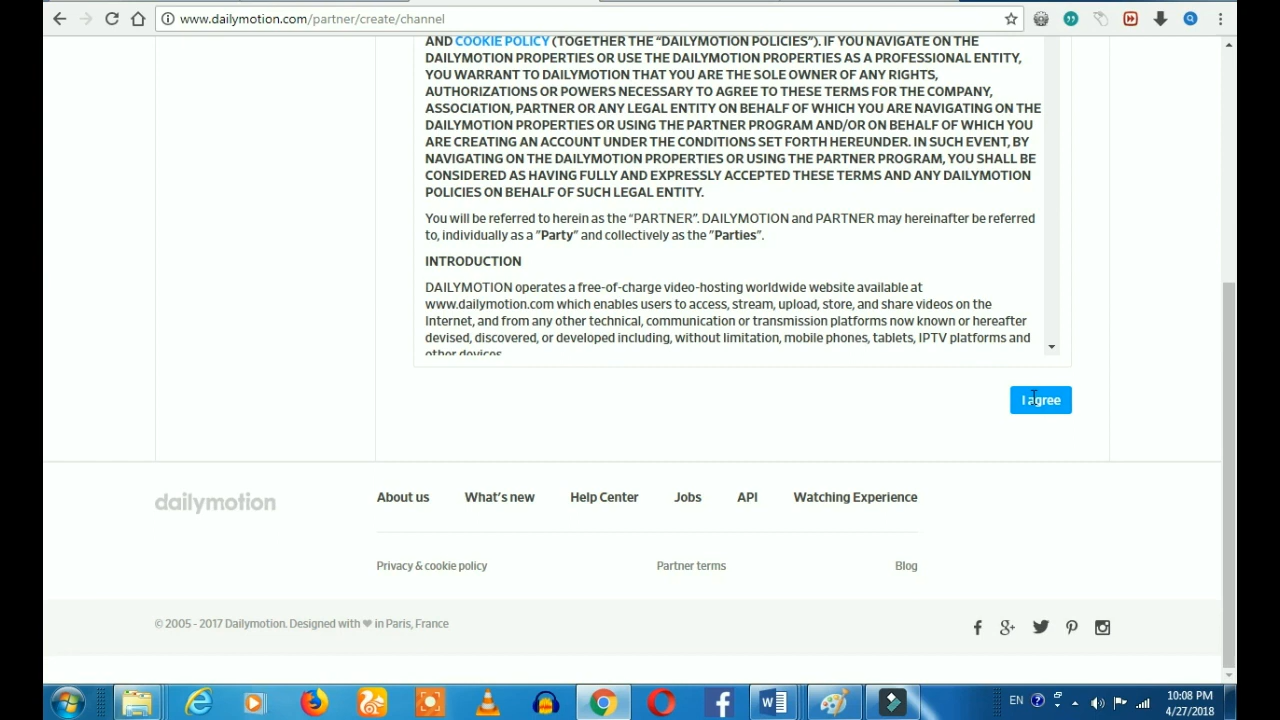 www.dailymotion.com/partner/create/channel
AND COOKIE POLICY (TOGETHER THE “DAILYMOTION POLICIES”). IF YOU NAVIGATE ON THE
DAILYMOTION PROPERTIES OR USE THE DAILYMOTION PROPERTIES AS A PROFESSIONAL ENTITY,
YOU WARRANT TO DAILYMOTION THAT YOU ARE THE SOLE OWNER OF ANY RIGHTS,
AUTHORIZATIONS OR POWERS NECESSARY TO AGREE TO THESE TERMS FOR THE COMPANY,
ASSOCIATION, PARTNER OR ANY LEGAL ENTITY ON BEHALF OF WHICH YOU ARE NAVIGATING ON THE
DAILYMOTION PROPERTIES OR USING THE PARTNER PROGRAM AND/OR ON BEHALF OF WHICH YOU
ARE CREATING AN ACCOUNT UNDER THE CONDITIONS SET FORTH HEREUNDER. IN SUCH EVENT, BY
NAVIGATING ON THE DAILYMOTION PROPERTIES OR USING THE PARTNER PROGRAM, YOU SHALL BE
CONSIDERED AS HAVING FULLY AND EXPRESSLY ACCEPTED THESE TERMS AND ANY DAILYMOTION
POLICIES ON BEHALF OF SUCH LEGAL ENTITY.
You will be referred to herein as the “PARTNER”. DAILYMOTION and PARTNER may hereinafter be referred
to, individually as a ”Party” and collectively as the ”Parties”.
INTRODUCTION
DAILYMOTION operates a free-of-charge video-hosting worldwide website available at
www.dailymotion.com which enables users to access, stream, upload, store, and share videos on the
Internet, and from any other technical, communication or transmission platforms now known or hereafter
devised, discovered, or developed including, without limitation, mobile phones, tablets, IPTV platforms and
other devices.
I agree
dailymotion
About us What's new Help Center Jobs API Watching Experience
Privacy & cookie policy Partner terms Blog
© 2005 - 2017 Dailymotion. Designed with ❤ in Paris, France
EN
10:08 PM
4/27/2018